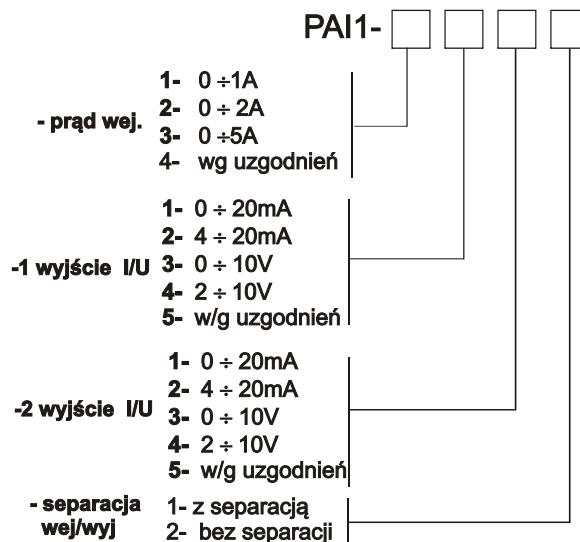 PAI1-
1- 0 ÷1A
2- 0 ÷ 2A
- prąd wej.
3- 0 ÷5A
4- wg uzgodnień
1- 0 ÷ 20mA
2- 4 ÷ 20mA
-1 wyjście I/U
3- 0 ÷ 10V
4- 2 ÷ 10V
5- w/g uzgodnień
1- 0 ÷ 20mA
2- 4 ÷ 20mA
-2 wyjście I/U
3- 0 ÷ 10V
4- 2 ÷ 10V
5- w/g uzgodnień
- separacja
wej/wyj
1- z separacją
2- bez separacji